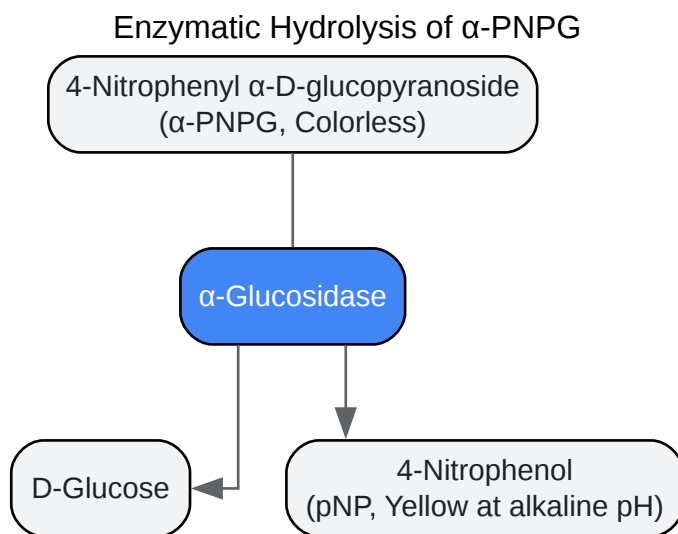 Enzymatic Hydrolysis of α-PNPG
4-Nitrophenyl α-D-glucopyranoside
(α-PNPG, Colorless)
α-Glucosidase
D-Glucose
4-Nitrophenol
(pNP, Yellow at alkaline pH)